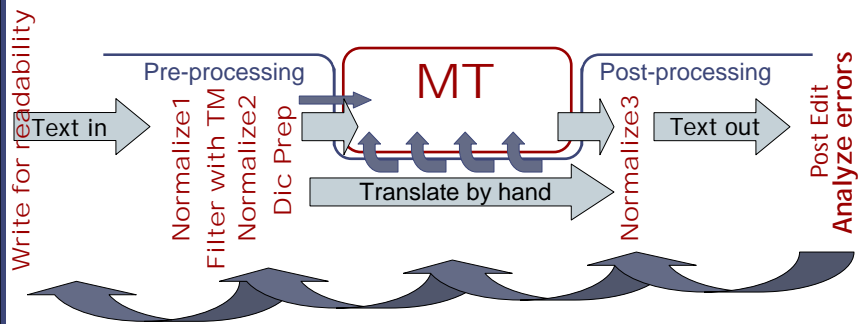 Write for readability
Text in
Pre-processing
Normalize1
Filter with TM
Normalize2
Dic Prep
MT
Translate by hand
Post-processing
Normalize3
Text out
Post Edit
Analyze errors